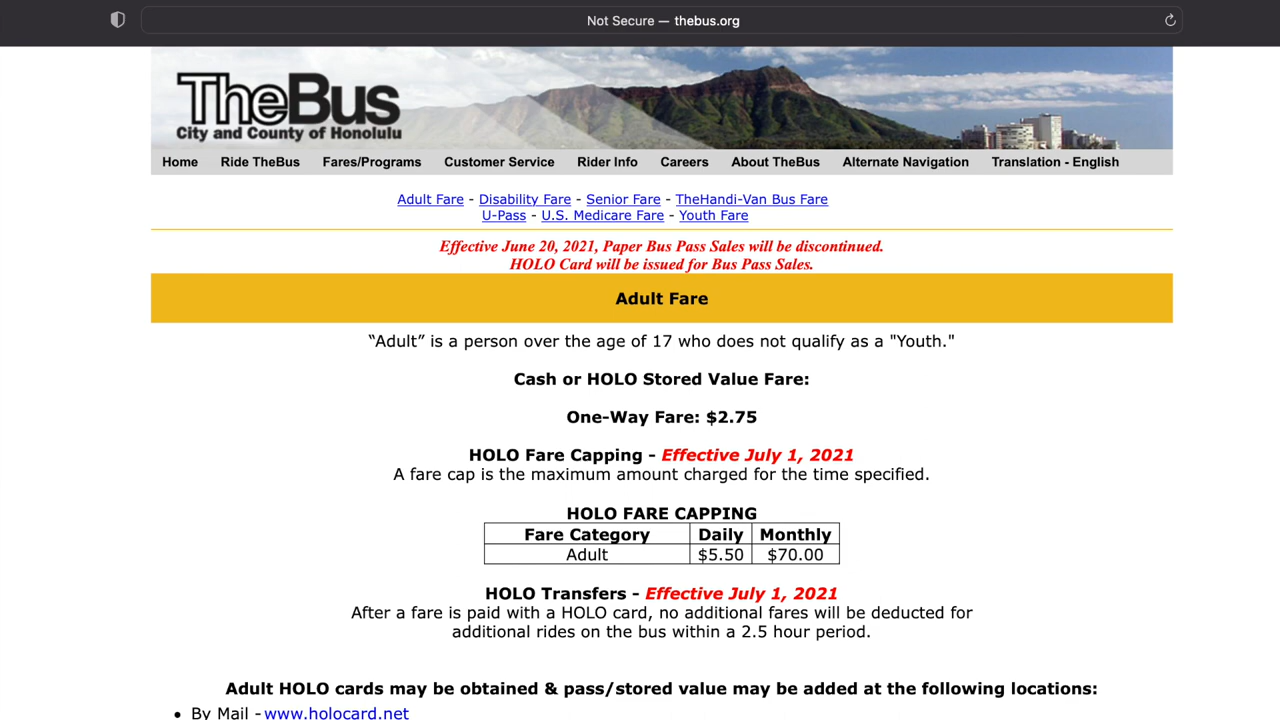 Not Secure — thebus.org
TheBus
City and County of Honolulu
Home Ride TheBus Fares/Programs Customer Service Rider Info Careers About TheBus Alternate Navigation Translation - English
Adult Fare - Disability Fare - Senior Fare - TheHandi-Van Bus Fare
U-Pass - U.S. Medicare Fare - Youth Fare
Effective June 20, 2021, Paper Bus Pass Sales will be discontinued.
HOLO Card will be issued for Bus Pass Sales.
Adult Fare
“Adult” is a person over the age of 17 who does not qualify as a "Youth."
Cash or HOLO Stored Value Fare:
One-Way Fare: $2.75
HOLO Fare Capping - Effective July 1, 2021
A fare cap is the maximum amount charged for the time specified.
HOLO FARE CAPPING
Fare Category Daily Monthly
Adult $5.50 $70.00
HOLO Transfers - Effective July 1, 2021
After a fare is paid with a HOLO card, no additional fares will be deducted for
additional rides on the bus within a 2.5 hour period.
Adult HOLO cards may be obtained & pass/stored value may be added at the following locations:
• By Mail - www.holocard.net